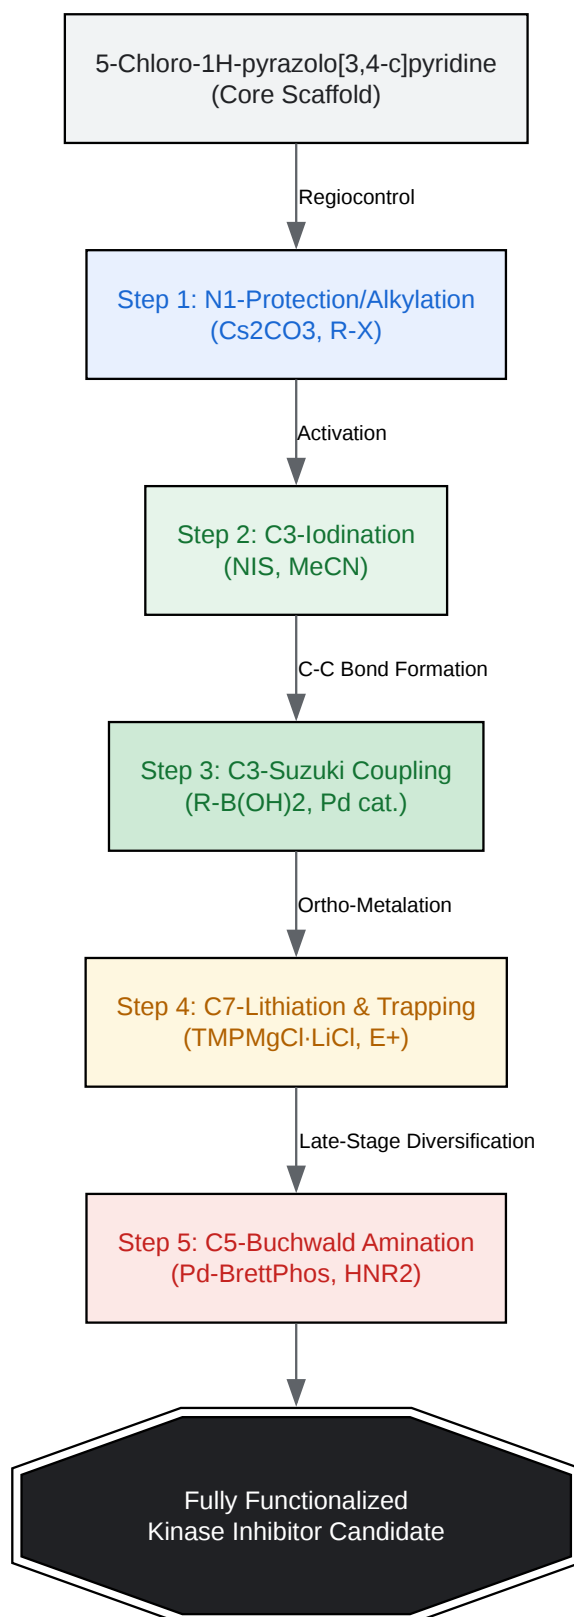 5-Chloro-1H-pyrazolo[3,4-c]pyridine
(Core Scaffold)
Regiocontrol
Step 1: N1-Protection/Alkylation
(Cs2CO3, R-X)
Activation
Step 2: C3-Iodination
(NIS, MeCN)
C-C Bond Formation
Step 3: C3-Suzuki Coupling
(R-B(OH)2, Pd cat.)
Ortho-Metalation
Step 4: C7-Lithiation & Trapping
(TMPMgCl·LiCl, E+)
Late-Stage Diversification
Step 5: C5-Buchwald Amination
(Pd-BrettPhos, HNR2)
Fully Functionalized
Kinase Inhibitor Candidate